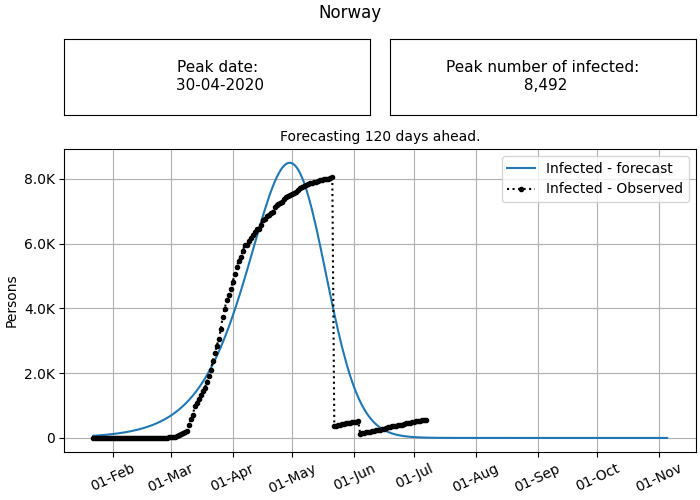 Norway
Peak date:
30-04-2020
Peak number of infected:
8,492
Forecasting 120 days ahead.
Infected - forecast
Infected - Observed
8.0K
6.0K
4.0K
2.0K
0
Persons
01-Feb
01-Mar
01-Apr
01-May
01-Jun
01-Jul
01-Aug
01-Sep
01-Oct
01-Nov